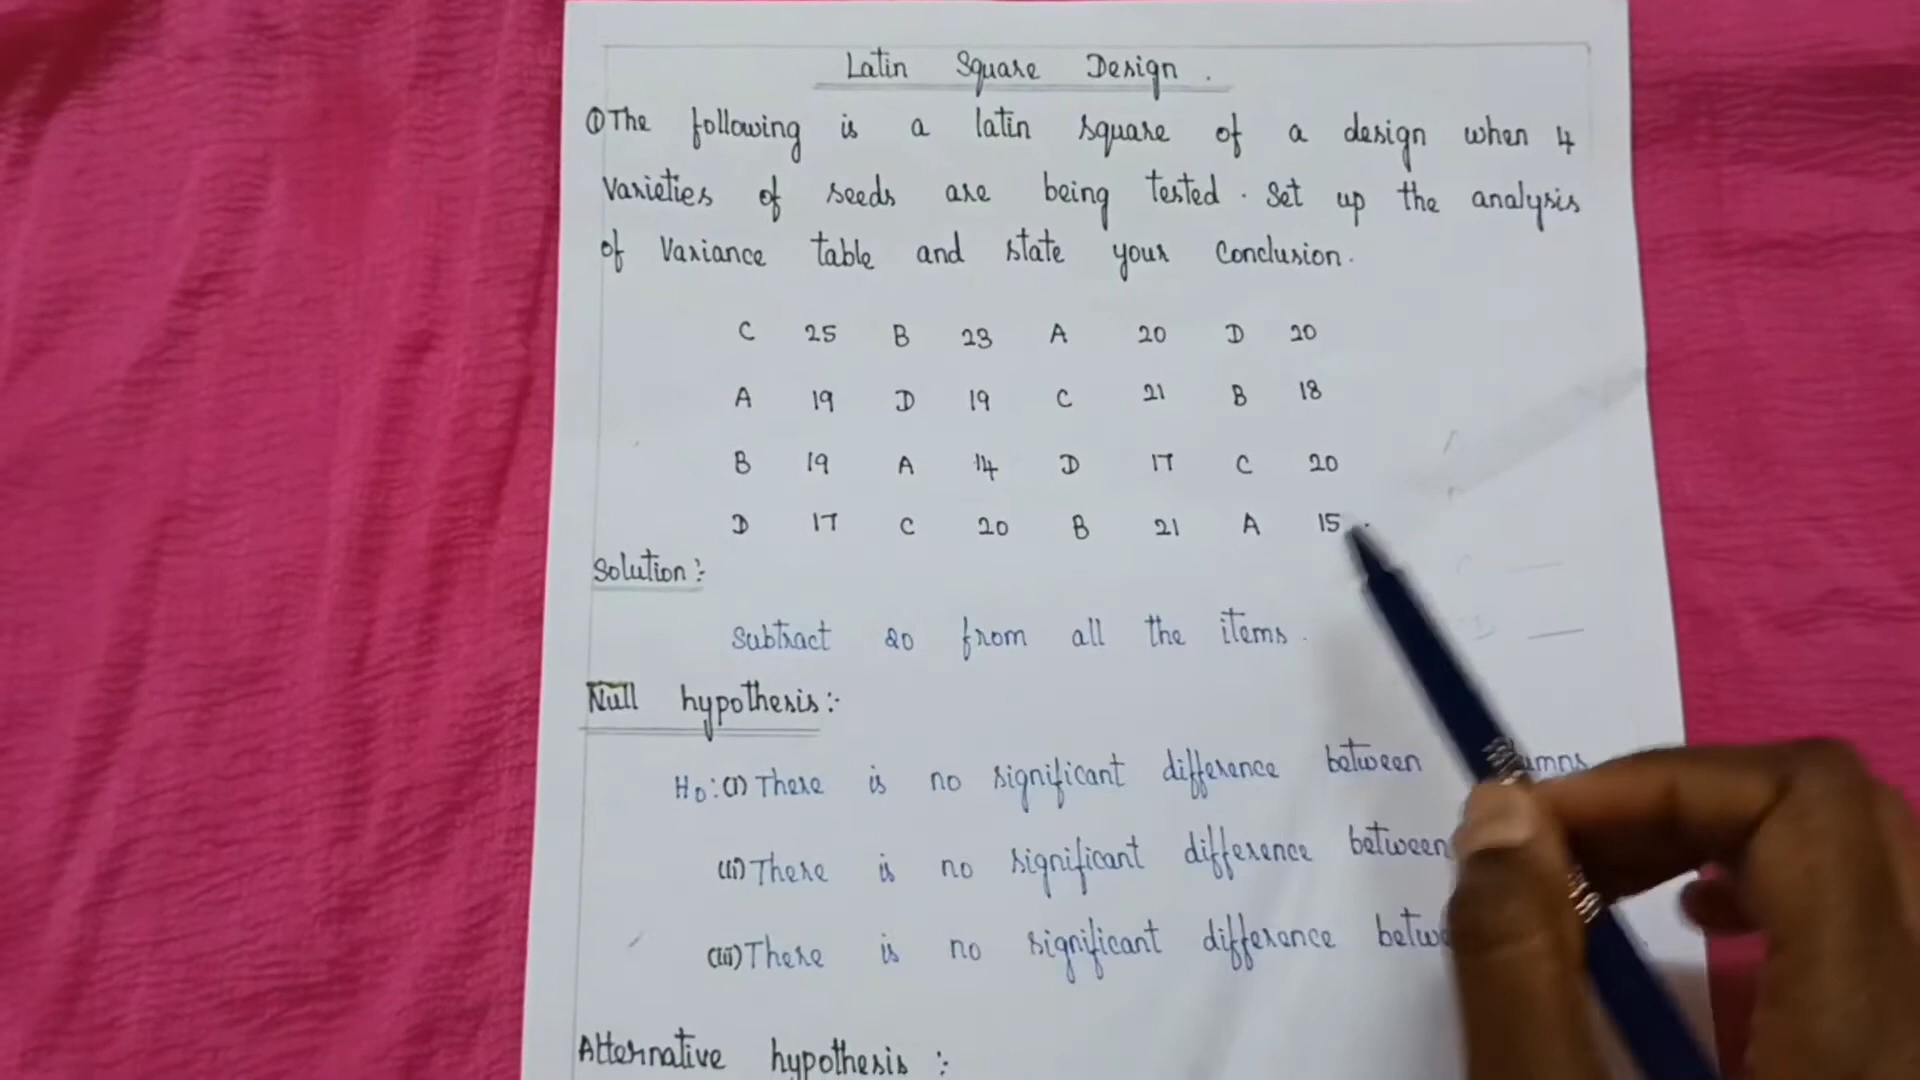 Latin Square Design.
①The following is a latin square of a design when 4
varieties of seeds are being tested. Set up the analysis
of Variance table and state your Conclusion.
C 25 B 23 A 20 D 20
A 19 D 19 C 21 B 18
B 19 A 14 D 17 C 20
D 17 C 20 B 21 A 15.
Solution:-
Subtract 20 from all the items.
Null hypothesis:-
H0:(i) There is no significant difference between
(ii) There is no significant difference between
(iii) There is no significant difference
Alternative hypothesis:-